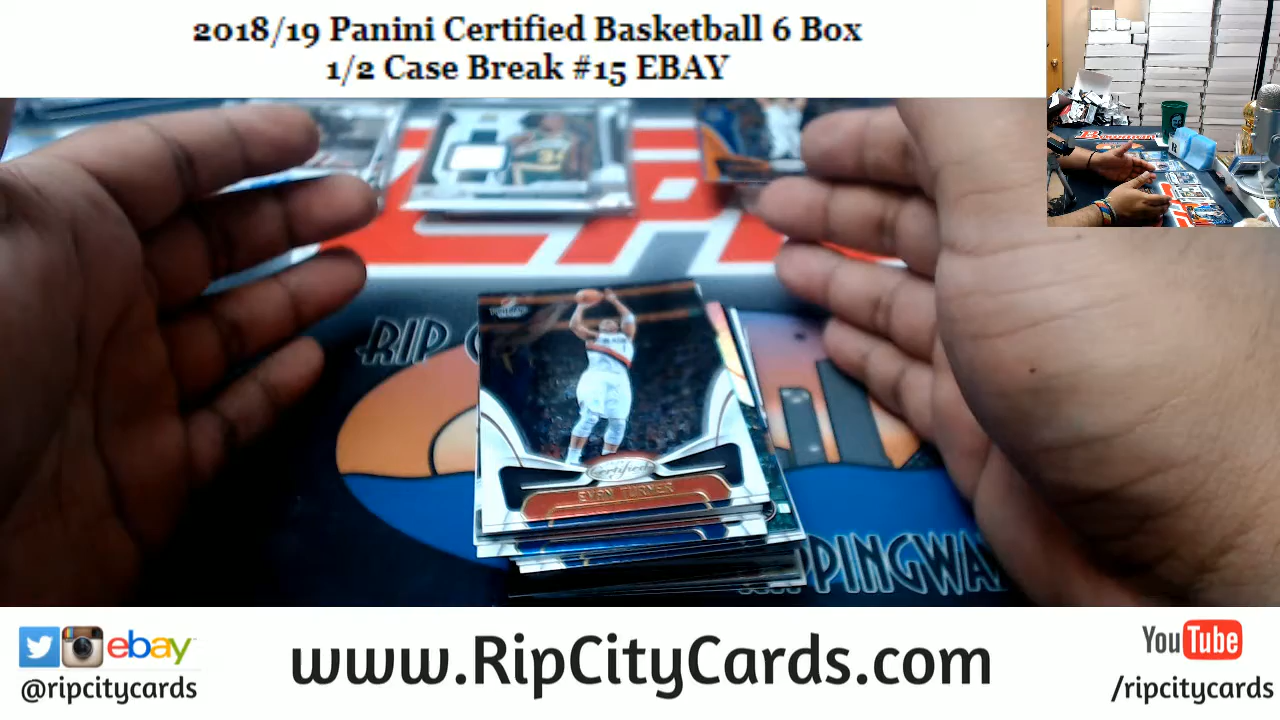 2018/19 Panini Certified Basketball 6 Box
1/2 Case Break #15 EBAY
RIP
Certified
EVAN TURNER
ebay
@ripcitycards
www.RipCityCards.com
YouTube
/ripcitycards